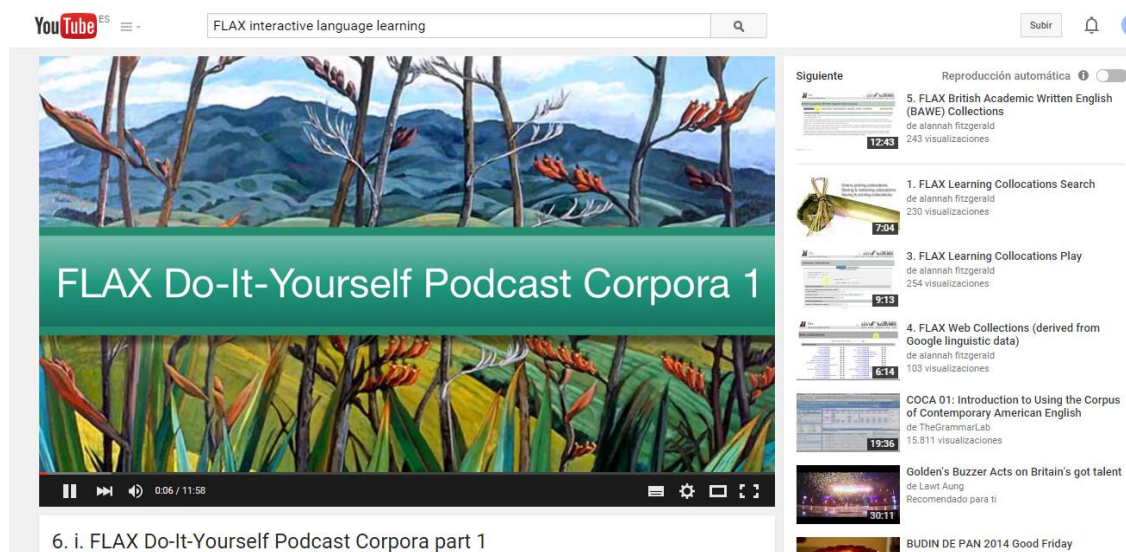 YouTube ES
FLAX interactive language learning
Subir
FLAX Do-It-Yourself Podcast Corpora 1
0:06 / 11:58
6. i. FLAX Do-It-Yourself Podcast Corpora part 1
Siguiente
Reproducción automática
12:43
5. FLAX British Academic Written English
(BAWE) Collections
de alannah fitzgerald
243 visualizaciones
7:04
1. FLAX Learning Collocations Search
de alannah fitzgerald
230 visualizaciones
9:13
3. FLAX Learning Collocations Play
de alannah fitzgerald
254 visualizaciones
6:14
4. FLAX Web Collections (derived from
Google linguistic data)
de alannah fitzgerald
103 visualizaciones
19:36
COCA 01: Introduction to Using the Corpus
of Contemporary American English
de TheGrammarLab
15.811 visualizaciones
30:11
Golden's Buzzer Acts on Britain's got talent
de Lawt Aung
Recomendado para ti
BUDIN DE PAN 2014 Good Friday